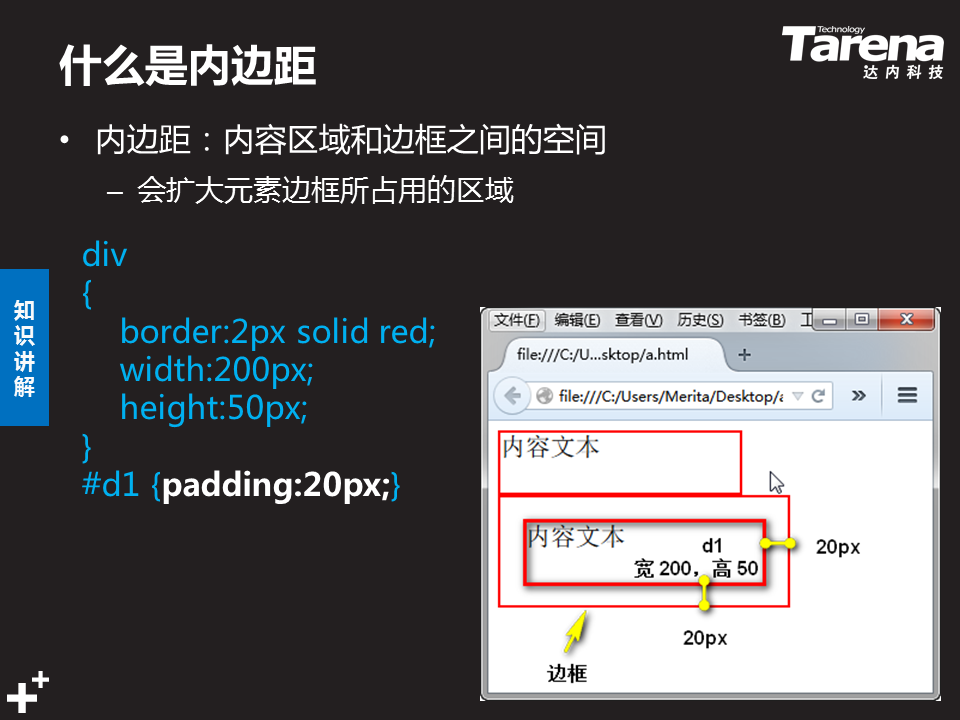 什么是内边距
Technology
Tarena
达内科技
• 内边距：内容区域和边框之间的空间
– 会扩大元素边框所占用的区域
div
{
border:2px solid red;
width:200px;
height:50px;
}
#d1 {padding:20px;}
知识讲解
文件(F) 编辑(E) 查看(V) 历史(S) 书签(B)
file:///C:/U...sktop/a.html
file:///C:/Users/Merita/Desktop/a
内容文本
内容文本
d1
宽 200，高 50
20px
20px
边框